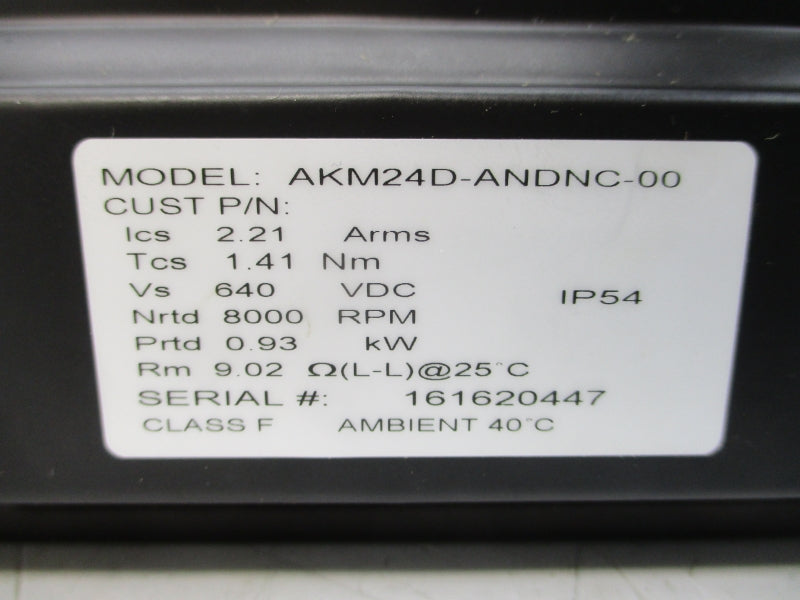 MODEL: AKM24D-ANDNC-00
CUST P/N:
Ics 2.21 Arms
Tcs 1.41 Nm
Vs 640 VDC
IP54
Nrtd 8000 RPM
Prtd 0.93 kW
Rm 9.02 Ω(L-L)@25°C
SERIAL #: 161620447
CLASS F AMBIENT 40°C